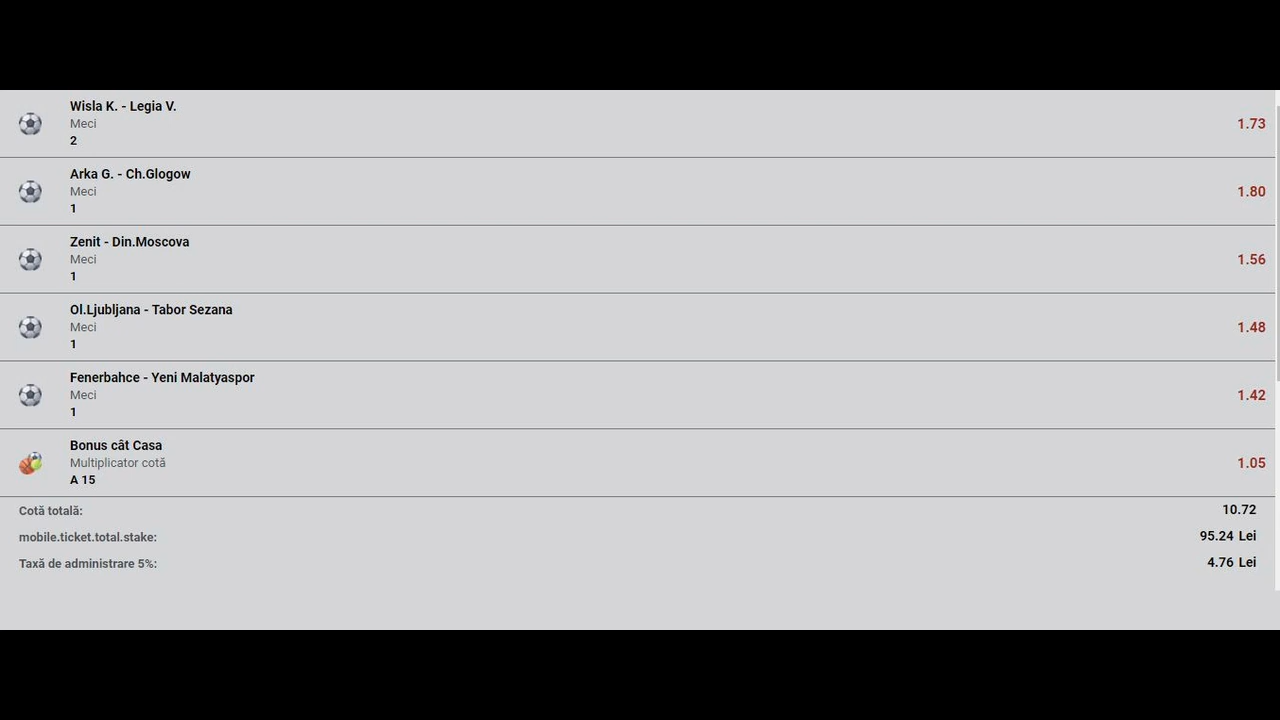 Wisla K. - Legia V.
Meci
2
1.73
Arka G. - Ch.Glogow
Meci
1
1.80
Zenit - Din.Moscova
Meci
1
1.56
Ol.Ljubljana - Tabor Sezana
Meci
1
1.48
Fenerbahce - Yeni Malatyaspor
Meci
1
1.42
Bonus cât Casa
Multiplicator cotă
A 15
1.05
Cotă totală: 10.72
mobile.ticket.total.stake: 95.24 Lei
Taxă de administrare 5%: 4.76 Lei